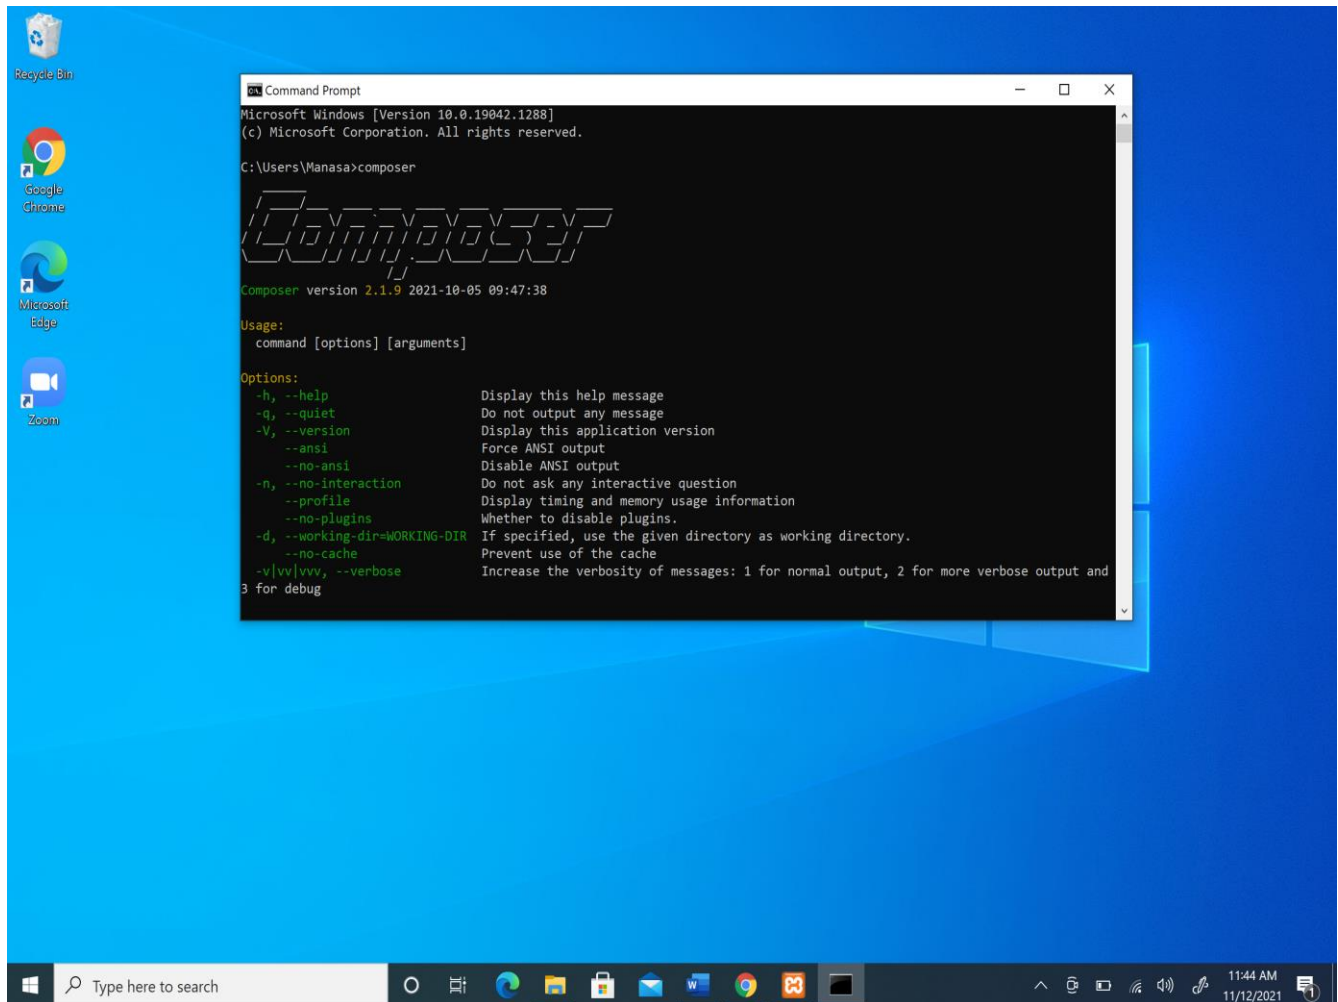 Recycle Bin
Google
Chrome
Microsoft
Edge
Zoom
Command Prompt
Microsoft Windows [Version 10.0.19042.1288]
(c) Microsoft Corporation. All rights reserved.
C:\Users\Manasa>composer
Composer
Composer version 2.1.9 2021-10-05 09:47:38
Usage:
command [options] [arguments]
Options:
-h, --help Display this help message
-q, --quiet Do not output any message
-V, --version Display this application version
--ansi Force ANSI output
--no-ansi Disable ANSI output
-n, --no-interaction Do not ask any interactive question
--profile Display timing and memory usage information
--no-plugins Whether to disable plugins.
-d, --working-dir=WORKING-DIR If specified, use the given directory as working directory.
--no-cache Prevent use of the cache
-v|vv|vvv, --verbose Increase the verbosity of messages: 1 for normal output, 2 for more verbose output and
3 for debug
Type here to search
11:44 AM
11/12/2021